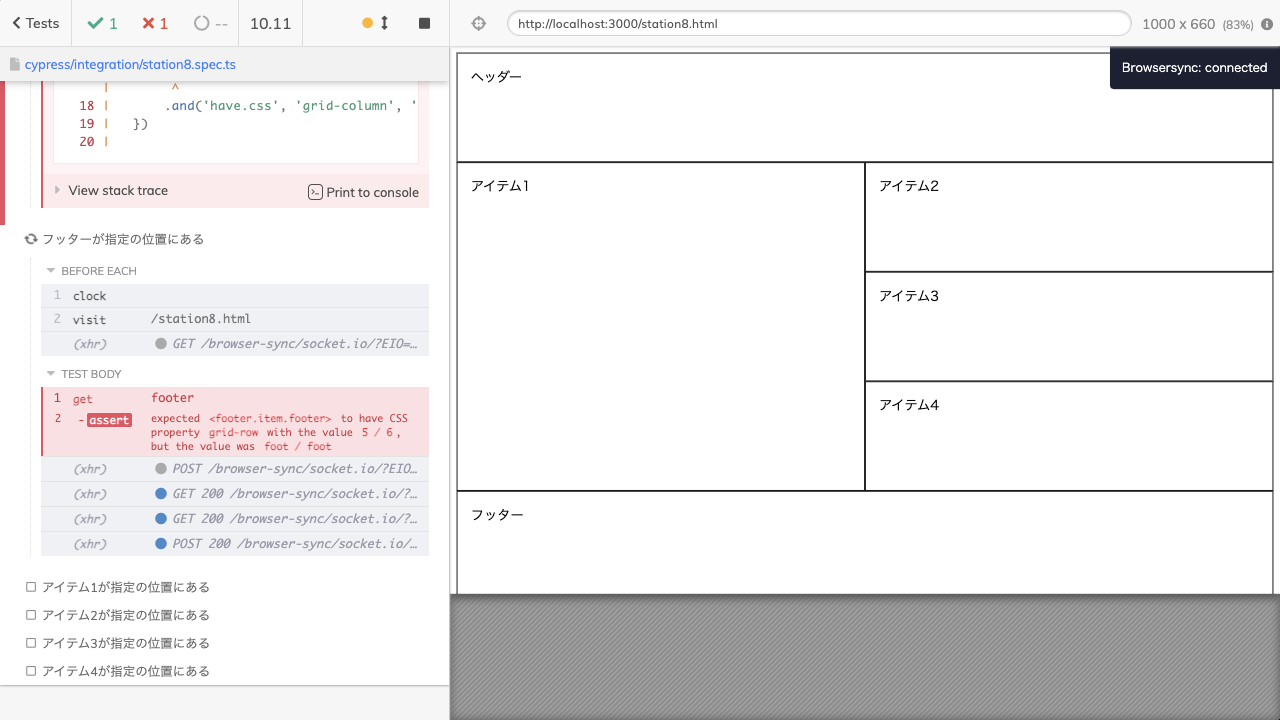 Tests
1
1
--
10.11
http://localhost:3000/station8.html
1000 x 660 (83%)
cypress/integration/station8.spec.ts
Browsersync: connected
| ^
18 | .and('have.css', 'grid-column', '
19 | })
20 |
View stack trace
Print to console
フッターが指定の位置にある
BEFORE EACH
1 clock
2 visit /station8.html
(xhr) GET /browser-sync/socket.io/?EIO=…
TEST BODY
1 get footer
2 -assert expected <footer.item.footer> to have CSS
property grid-row with the value 5 / 6,
but the value was foot / foot
(xhr) POST /browser-sync/socket.io/?EIO…
(xhr) GET 200 /browser-sync/socket.io/?…
(xhr) GET 200 /browser-sync/socket.io/?…
(xhr) POST 200 /browser-sync/socket.io/…
アイテム1が指定の位置にある
アイテム2が指定の位置にある
アイテム3が指定の位置にある
アイテム4が指定の位置にある
ヘッダー
アイテム1
アイテム2
アイテム3
アイテム4
フッター